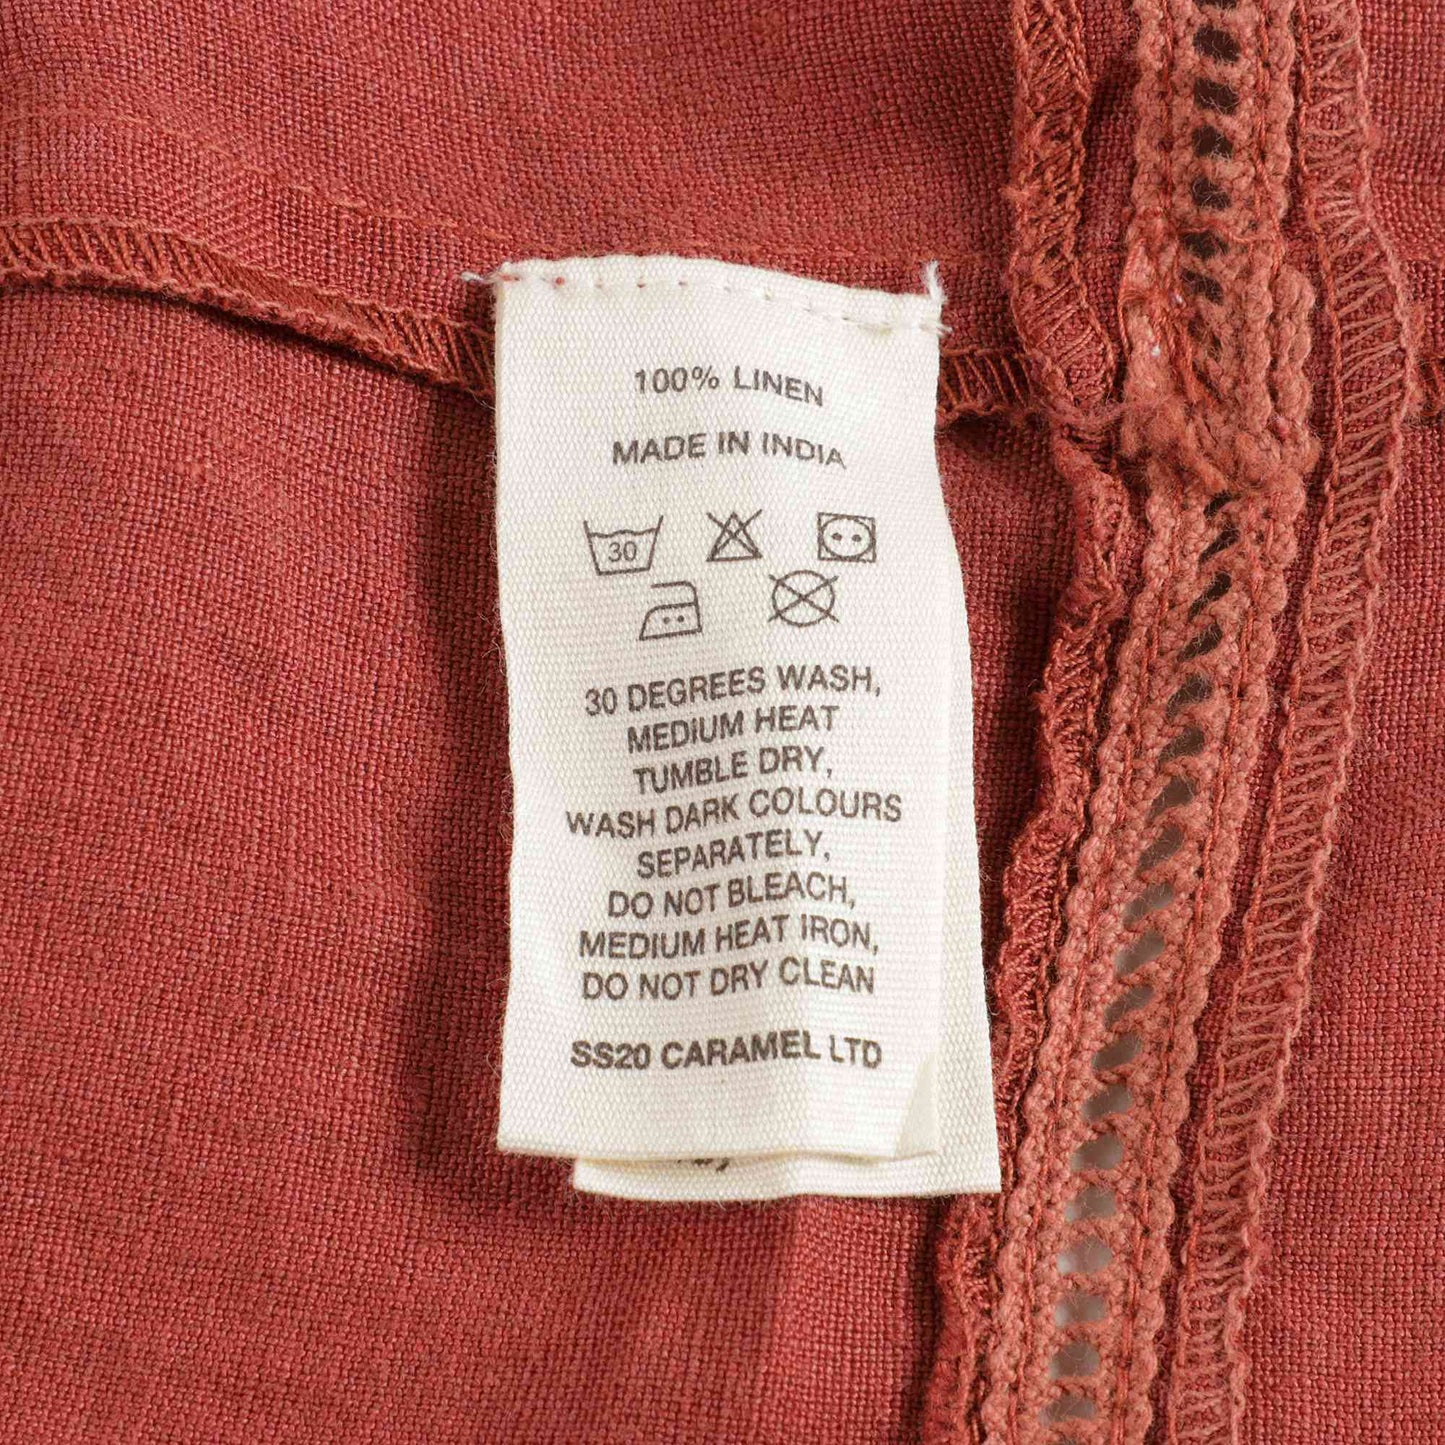 100% LINEN
MADE IN INDIA
30
30 DEGREES WASH,
MEDIUM HEAT
TUMBLE DRY,
WASH DARK COLOURS
SEPARATELY,
DO NOT BLEACH,
MEDIUM HEAT IRON,
DO NOT DRY CLEAN
SS20 CARAMEL LTD